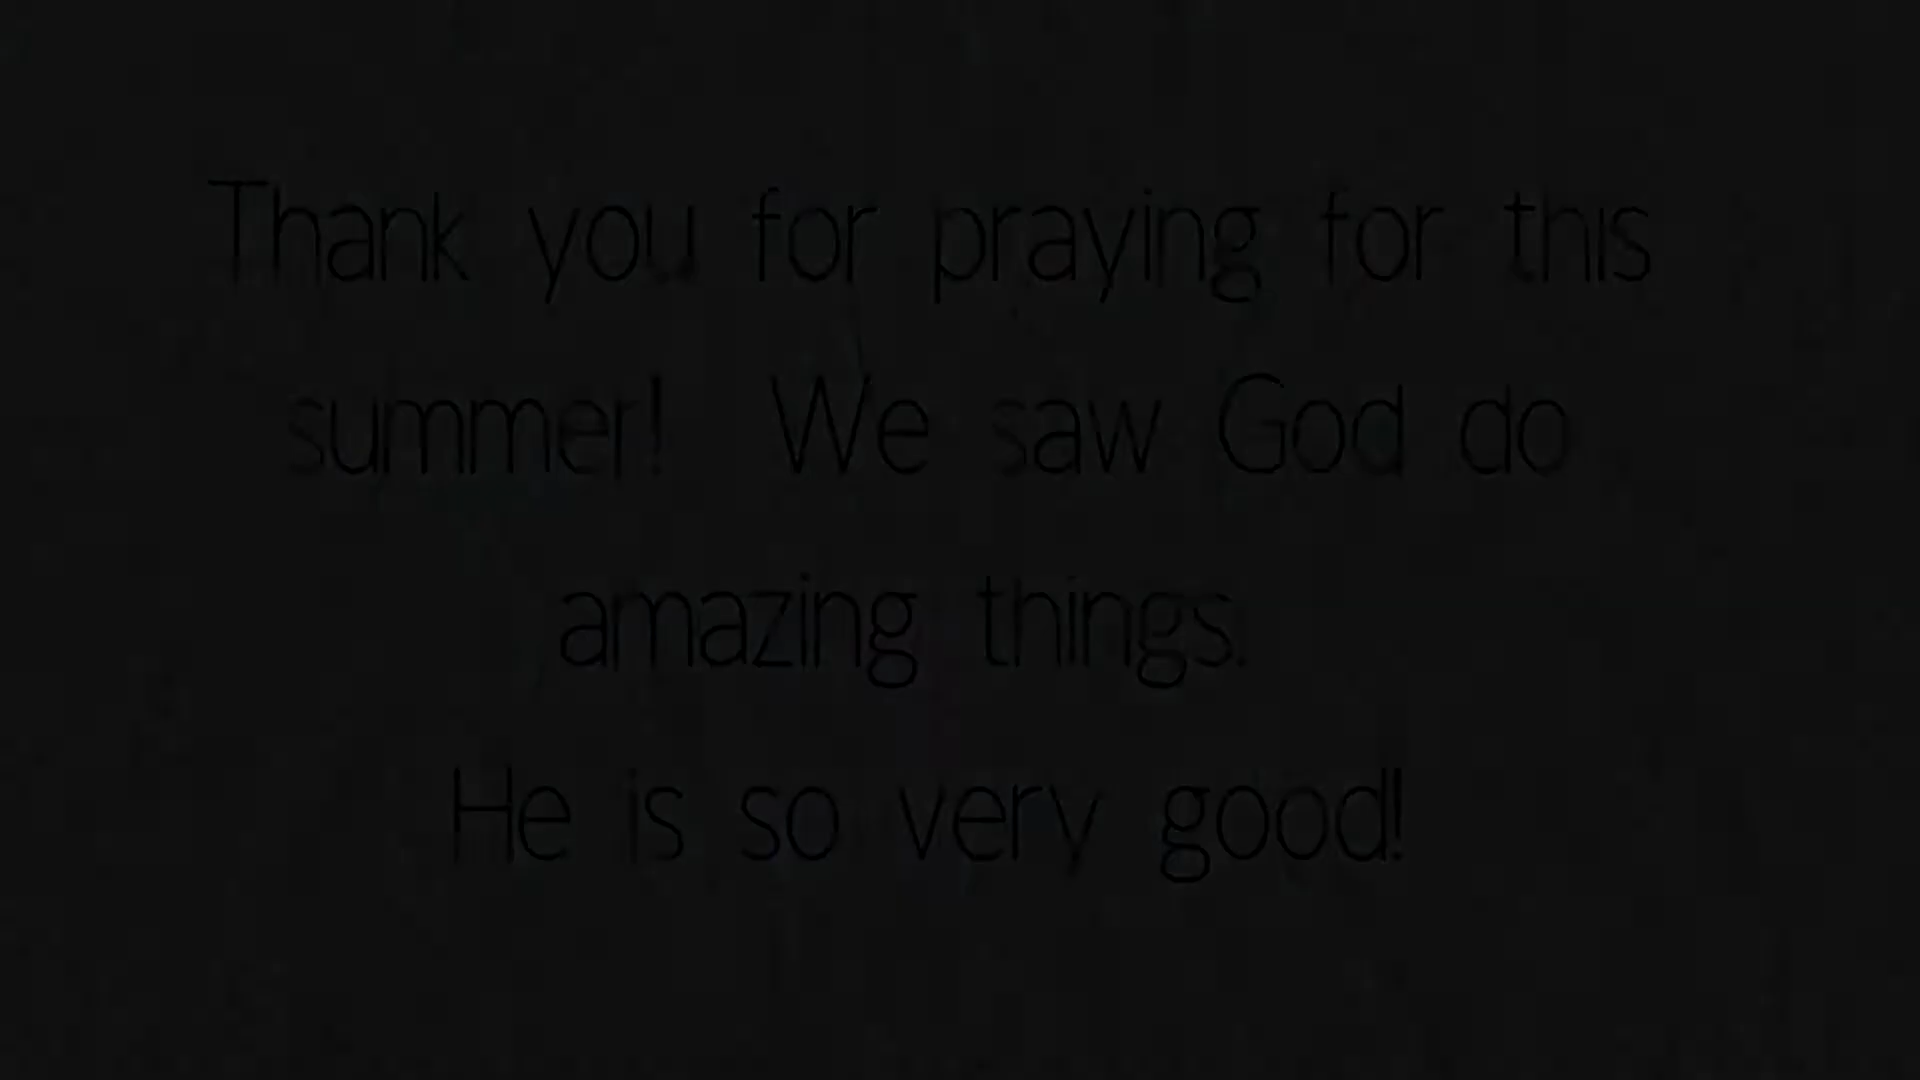 Thank you for praying for this
summer! We saw God do
amazing things.
He is so very good!